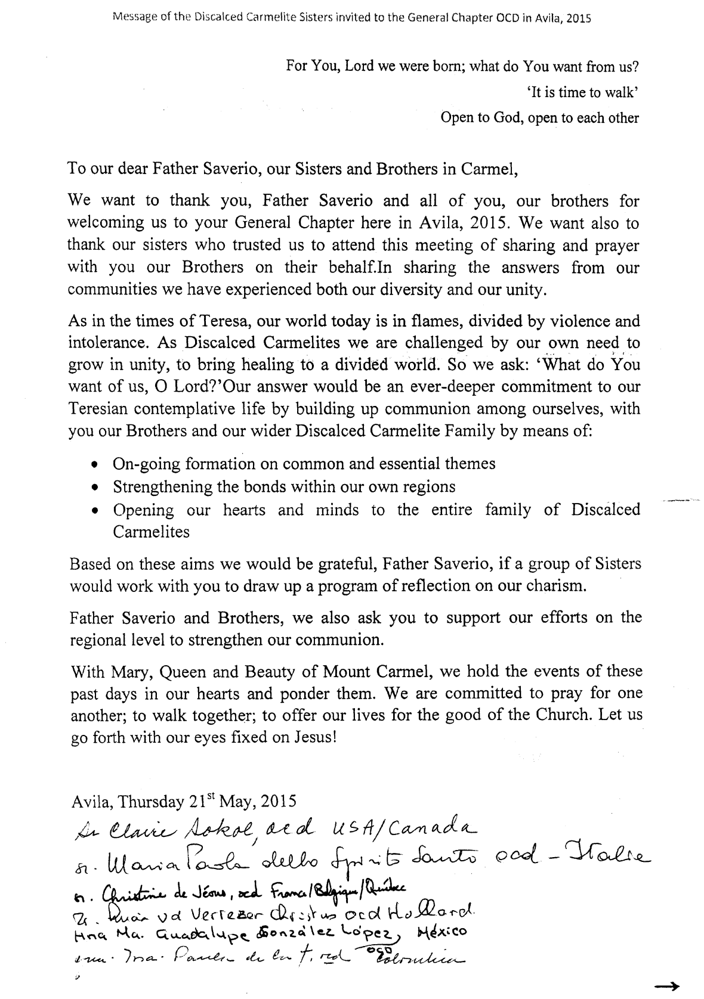 Message of the Discalced Carmelite Sisters invited to the General Chapter OCD in Avila, 2015
For You, Lord we were born; what do You want from us?
‘It is time to walk’
Open to God, open to each other
To our dear Father Saverio, our Sisters and Brothers in Carmel,
We want to thank you, Father Saverio and all of you, our brothers for
welcoming us to your General Chapter here in Avila, 2015. We want also to
thank our sisters who trusted us to attend this meeting of sharing and prayer
with you our Brothers on their behalf.In sharing the answers from our
communities we have experienced both our diversity and our unity.
As in the times of Teresa, our world today is in flames, divided by violence and
intolerance. As Discalced Carmelites we are challenged by our own need to
grow in unity, to bring healing to a divided world. So we ask: ‘What do You
want of us, O Lord?’Our answer would be an ever-deeper commitment to our
Teresian contemplative life by building up communion among ourselves, with
you our Brothers and our wider Discalced Carmelite Family by means of:
• On-going formation on common and essential themes
• Strengthening the bonds within our own regions
• Opening our hearts and minds to the entire family of Discalced
Carmelites
Based on these aims we would be grateful, Father Saverio, if a group of Sisters
would work with you to draw up a program of reflection on our charism.
Father Saverio and Brothers, we also ask you to support our efforts on the
regional level to strengthen our communion.
With Mary, Queen and Beauty of Mount Carmel, we hold the events of these
past days in our hearts and ponder them. We are committed to pray for one
another; to walk together; to offer our lives for the good of the Church. Let us
go forth with our eyes fixed on Jesus!
Avila, Thursday 21st May, 2015
Sr Claire Sokol, ocd USA/Canada
sr. Maria Paola dello Spirito Santo ocd - Italie
sr. Christine de Jésus, ocd France/Belgique/Québec
Zr. vd Verrezen Christus ocd Holland.
Hna Ma. Guadalupe González López, México
ocd
de la †. ocd Colombia
→